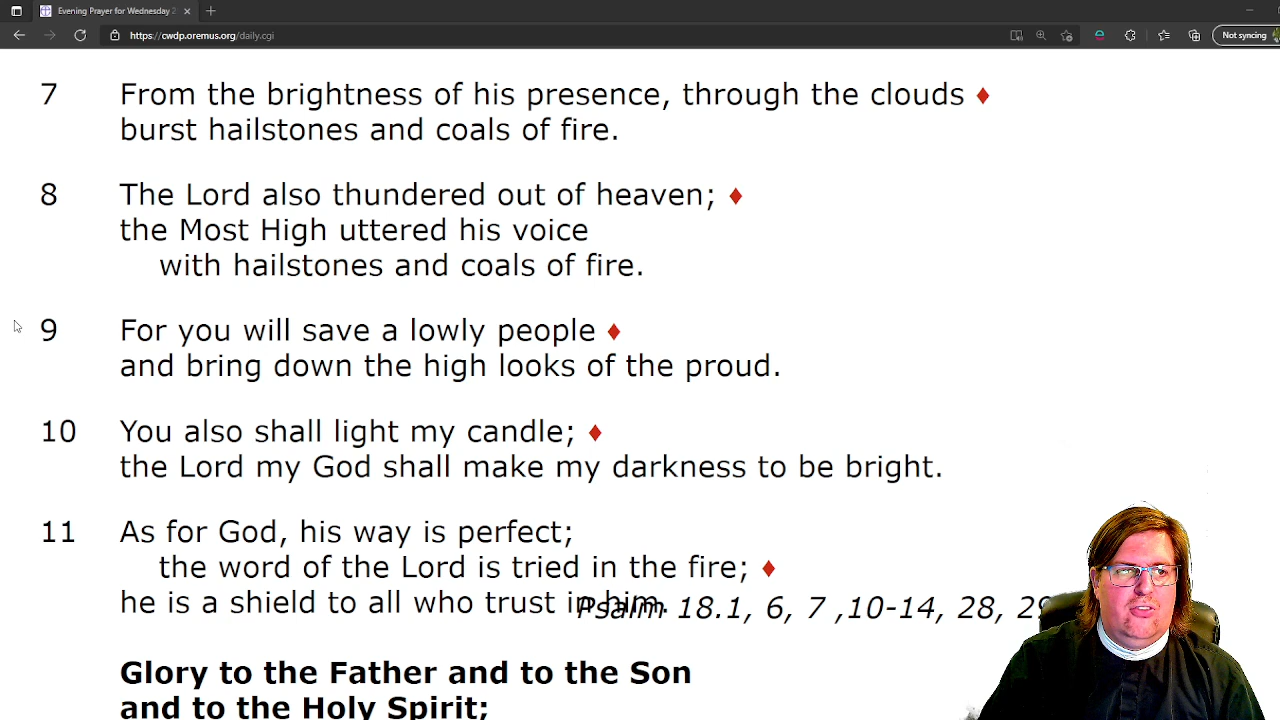 Evening Prayer for Wednesday
https://cwdp.oremus.org/daily.cgi
Not syncing
7 From the brightness of his presence, through the clouds ♦
burst hailstones and coals of fire.
8 The Lord also thundered out of heaven; ♦
the Most High uttered his voice
with hailstones and coals of fire.
9 For you will save a lowly people ♦
and bring down the high looks of the proud.
10 You also shall light my candle; ♦
the Lord my God shall make my darkness to be bright.
11 As for God, his way is perfect;
the word of the Lord is tried in the fire; ♦
he is a shield to all who trust in him.
Psalm 18.1, 6, 7 ,10-14, 28, 29
Glory to the Father and to the Son
and to the Holy Spirit;